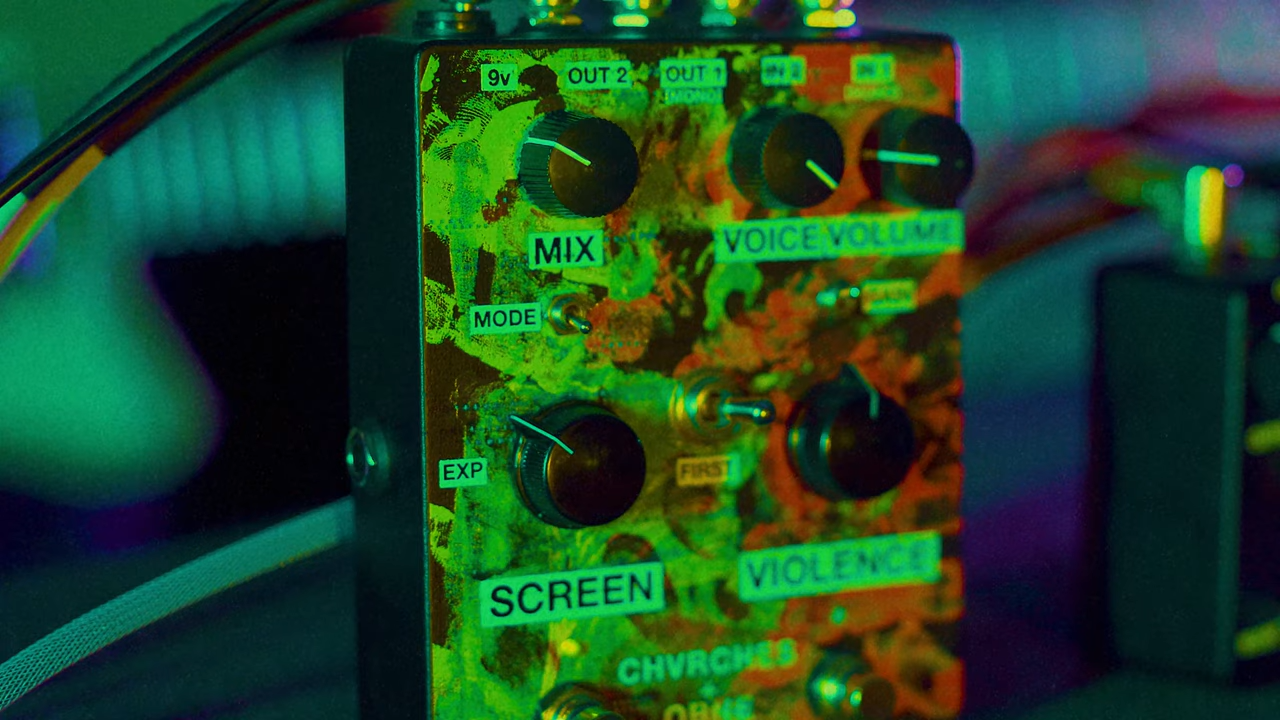 9v OUT 2 OUT 1 IN 2 IN 1
(MONO)
MIX VOICE VOLUME
MODE GAIN
EXP FIRST
SCREEN VIOLENCE
CHVRCHES